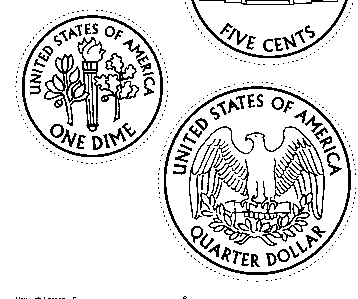 FIVE CENTS
UNITED STATES OF AMERICA
ONE DIME
UNITED STATES OF AMERICA
QUARTER DOLLAR